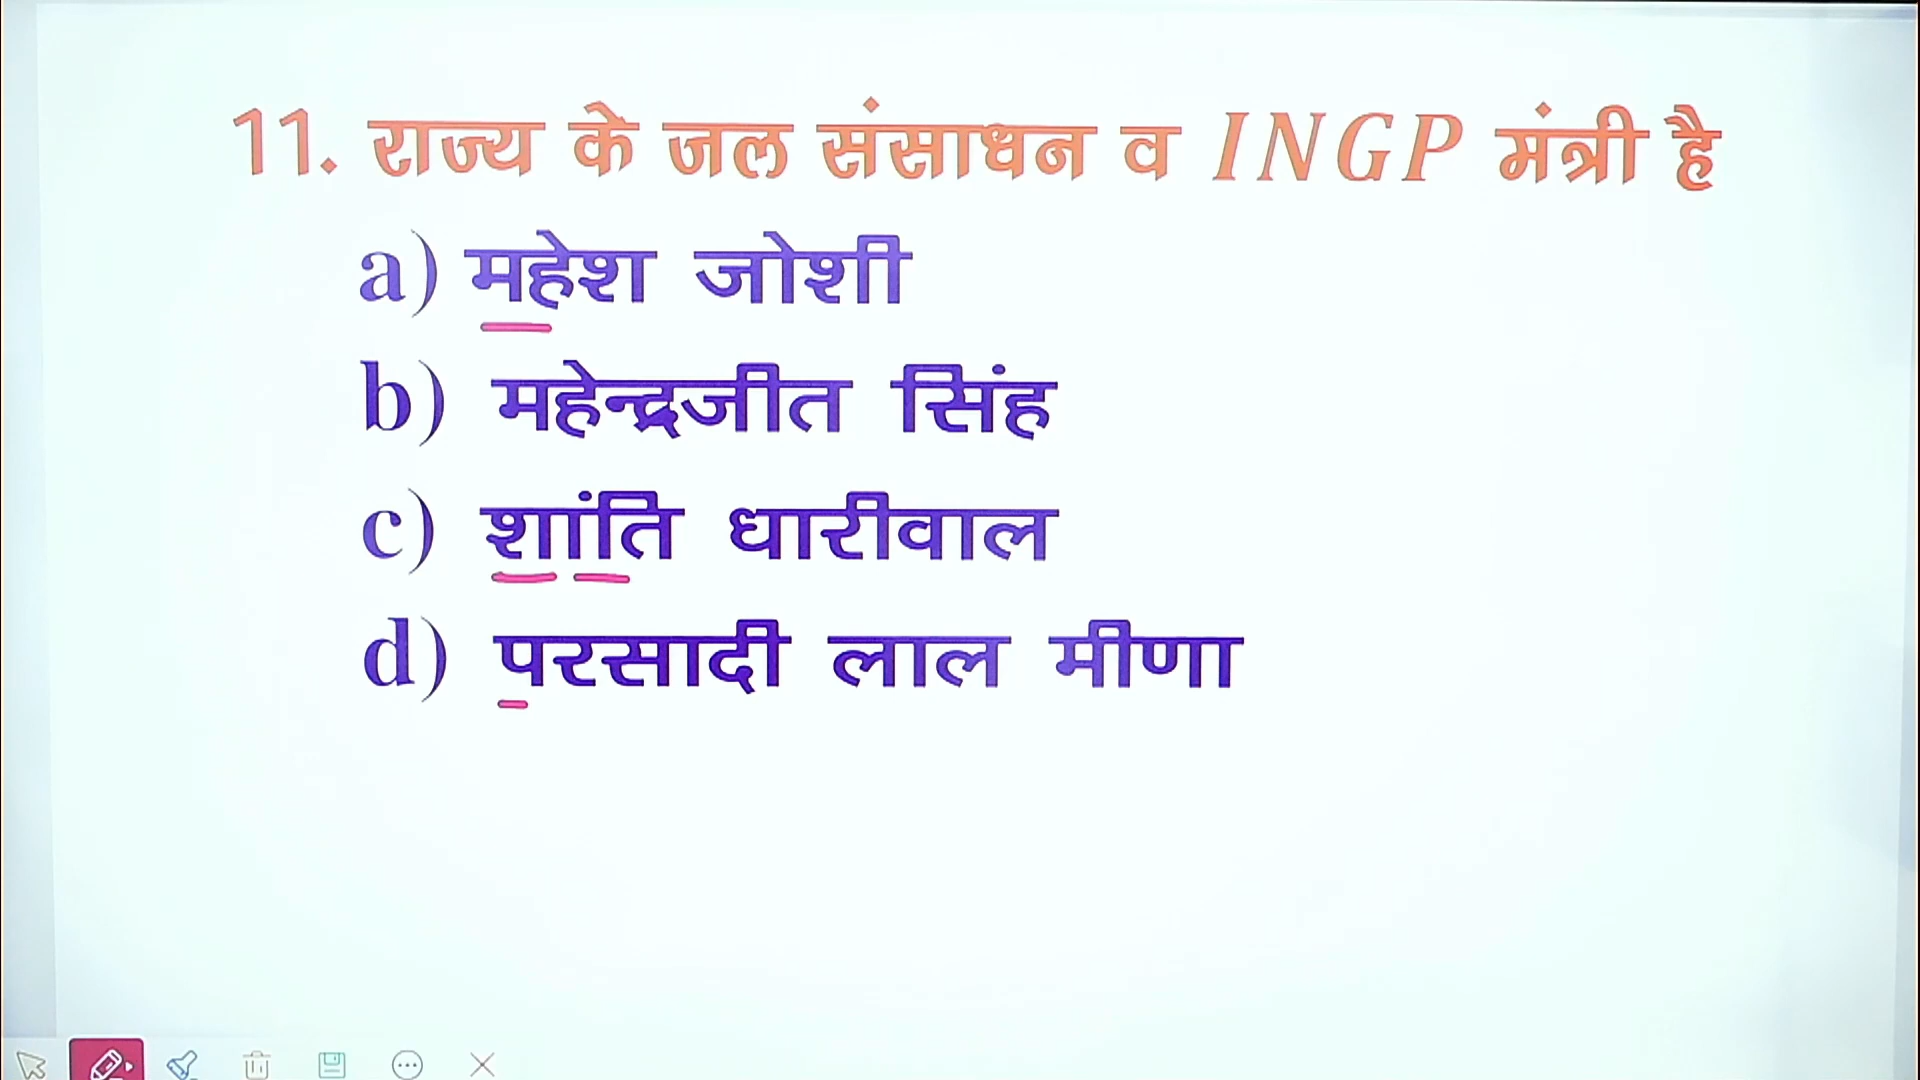 11. राज्य के जल संसाधन व INGP मंत्री है
a) महेश जोशी
b) महेन्द्रजीत सिंह
c) शांति धारीवाल
d) परसादी लाल मीणा